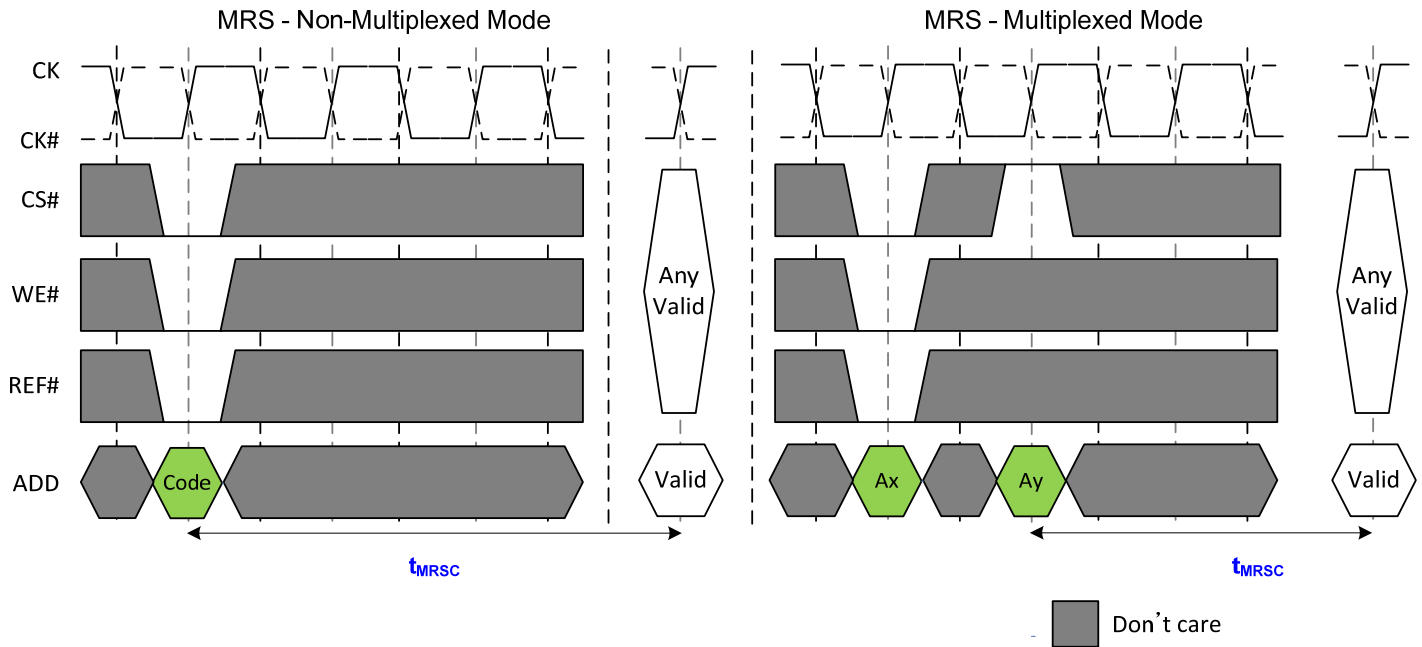 MRS - Non-Multiplexed Mode
MRS - Multiplexed Mode
CK
CK#
CS#
WE#
REF#
ADD
Any
Valid
Any
Valid
Code
Valid
Ax
Ay
Valid
tMRSC
tMRSC
Don't care